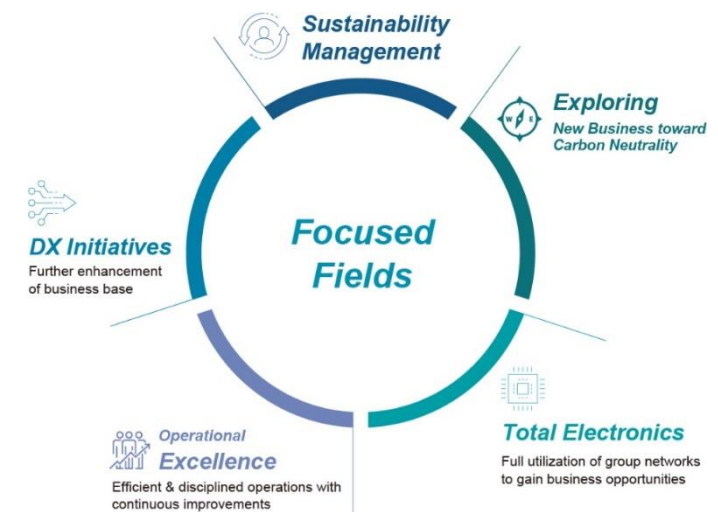 Sustainability
Management
Exploring
New Business toward
Carbon Neutrality
W E
Focused
Fields
DX Initiatives
Further enhancement
of business base
Total Electronics
Full utilization of group networks
to gain business opportunities
Operational
Excellence
Efficient & disciplined operations with
continuous improvements